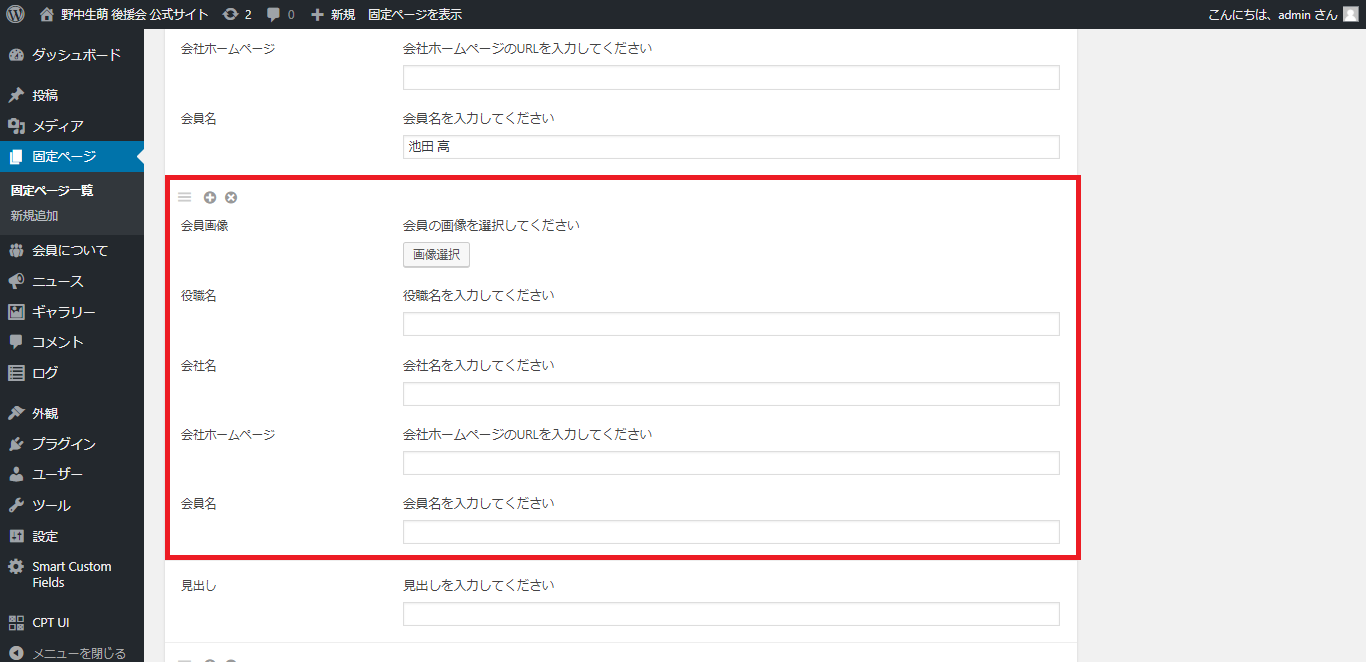 野中生萌 後援会 公式サイト 2 0 新規 固定ページを表示 こんにちは、admin さん
ダッシュボード
投稿
メディア
固定ページ
固定ページ一覧
新規追加
会員について
ニュース
ギャラリー
コメント
ログ
外観
プラグイン
ユーザー
ツール
設定
Smart Custom
Fields
CPT UI
メニューを閉じる
会社ホームページ 会社ホームページのURLを入力してください
会員名 会員名を入力してください
池田 高
会員画像 会員の画像を選択してください
画像選択
役職名 役職名を入力してください
会社名 会社名を入力してください
会社ホームページ 会社ホームページのURLを入力してください
会員名 会員名を入力してください
見出し 見出しを入力してください